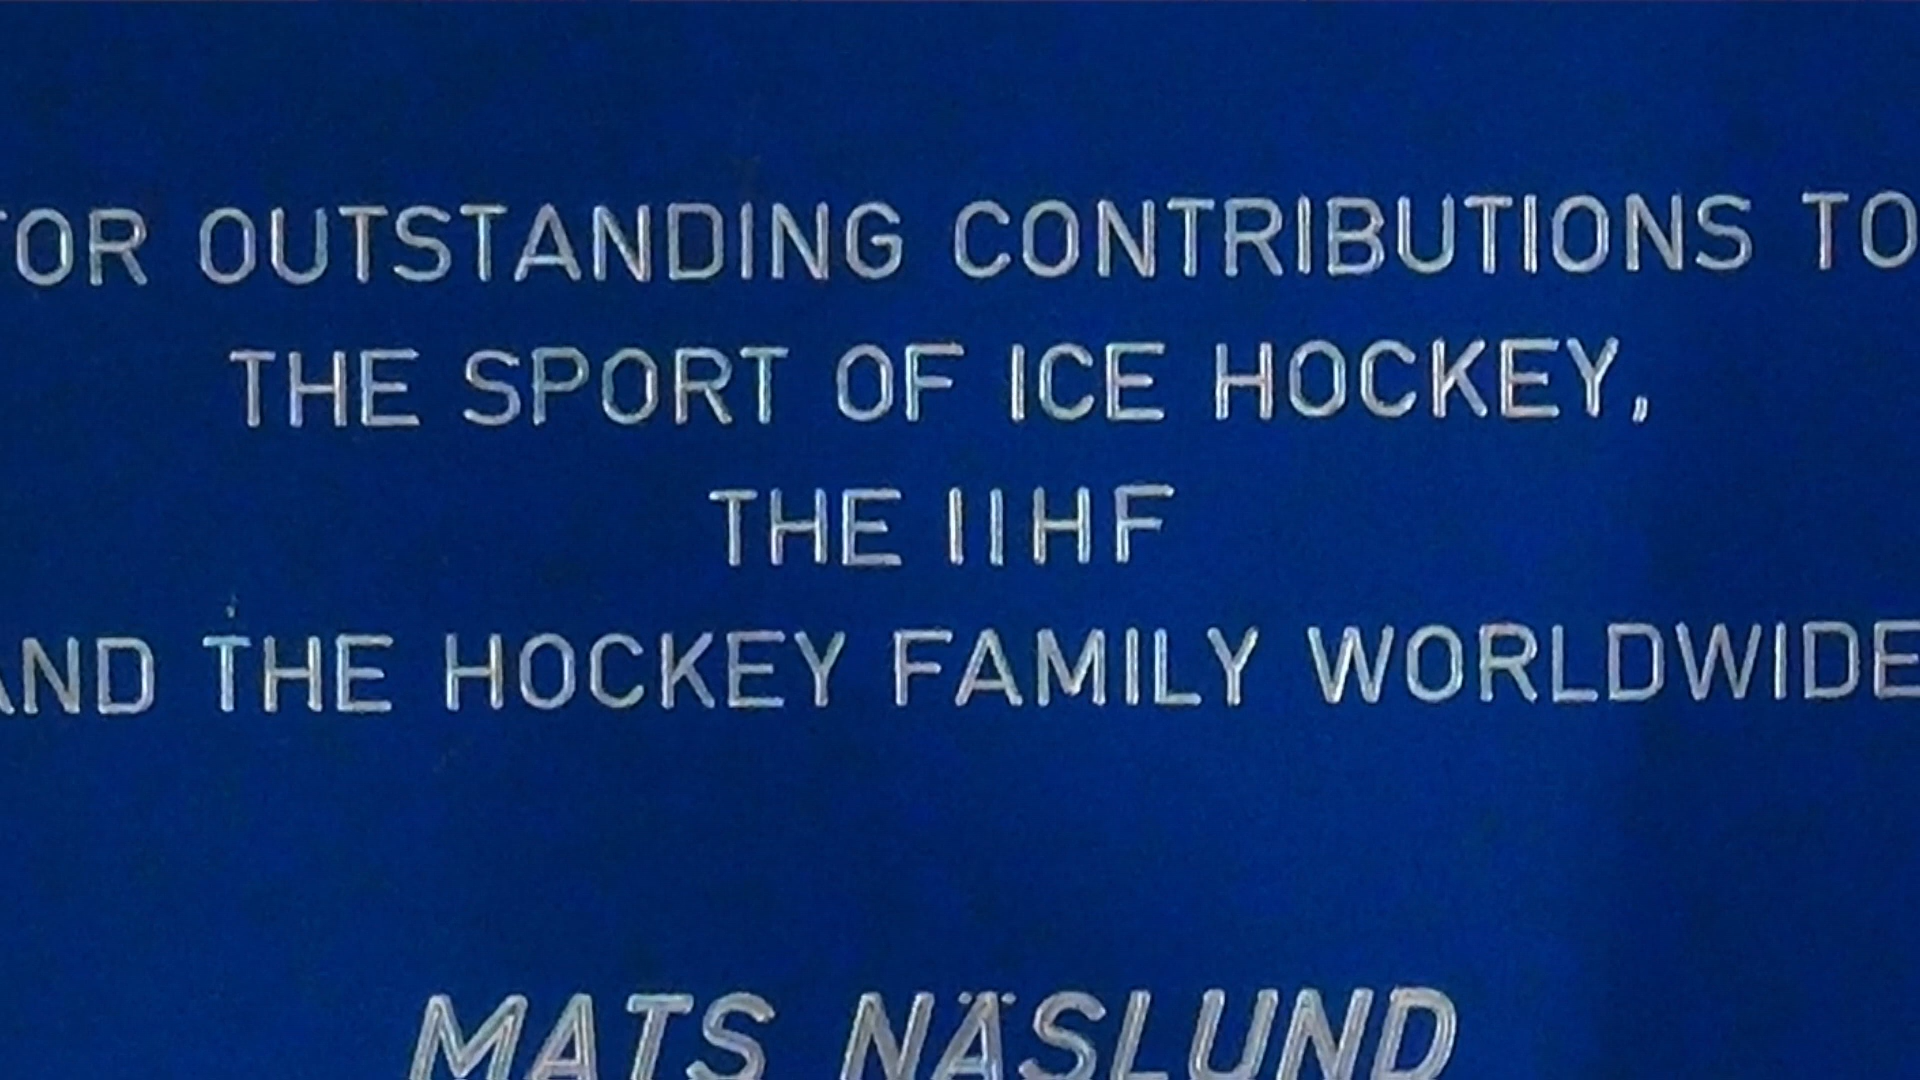 FOR OUTSTANDING CONTRIBUTIONS TO
THE SPORT OF ICE HOCKEY,
THE IIHF
AND THE HOCKEY FAMILY WORLDWIDE
MATS NÄSLUND